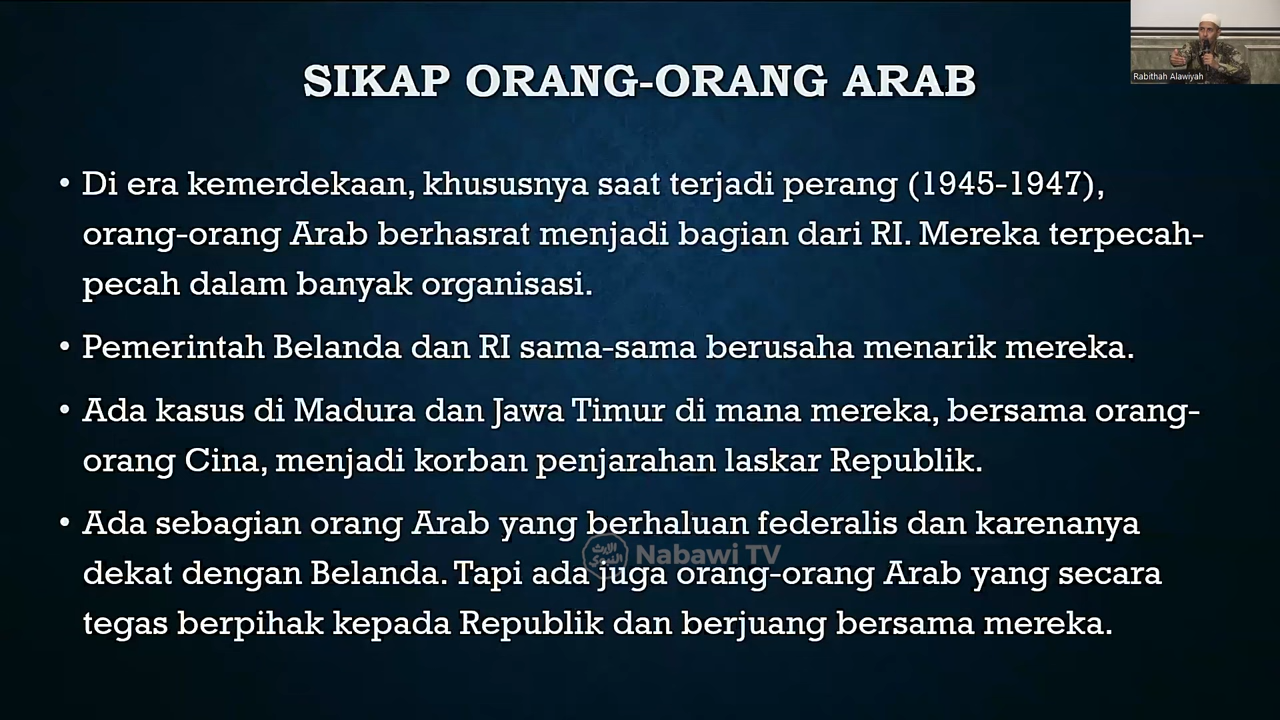 Rabithah Alawiyah
SIKAP ORANG-ORANG ARAB
• Di era kemerdekaan, khususnya saat terjadi perang (1945-1947),
orang-orang Arab berhasrat menjadi bagian dari RI. Mereka terpecah-
pecah dalam banyak organisasi.
• Pemerintah Belanda dan RI sama-sama berusaha menarik mereka.
• Ada kasus di Madura dan Jawa Timur di mana mereka, bersama orang-
orang Cina, menjadi korban penjarahan laskar Republik.
• Ada sebagian orang Arab yang berhaluan federalis dan karenanya
الإرث النبوي Nabawi TV
dekat dengan Belanda. Tapi ada juga orang-orang Arab yang secara
tegas berpihak kepada Republik dan berjuang bersama mereka.